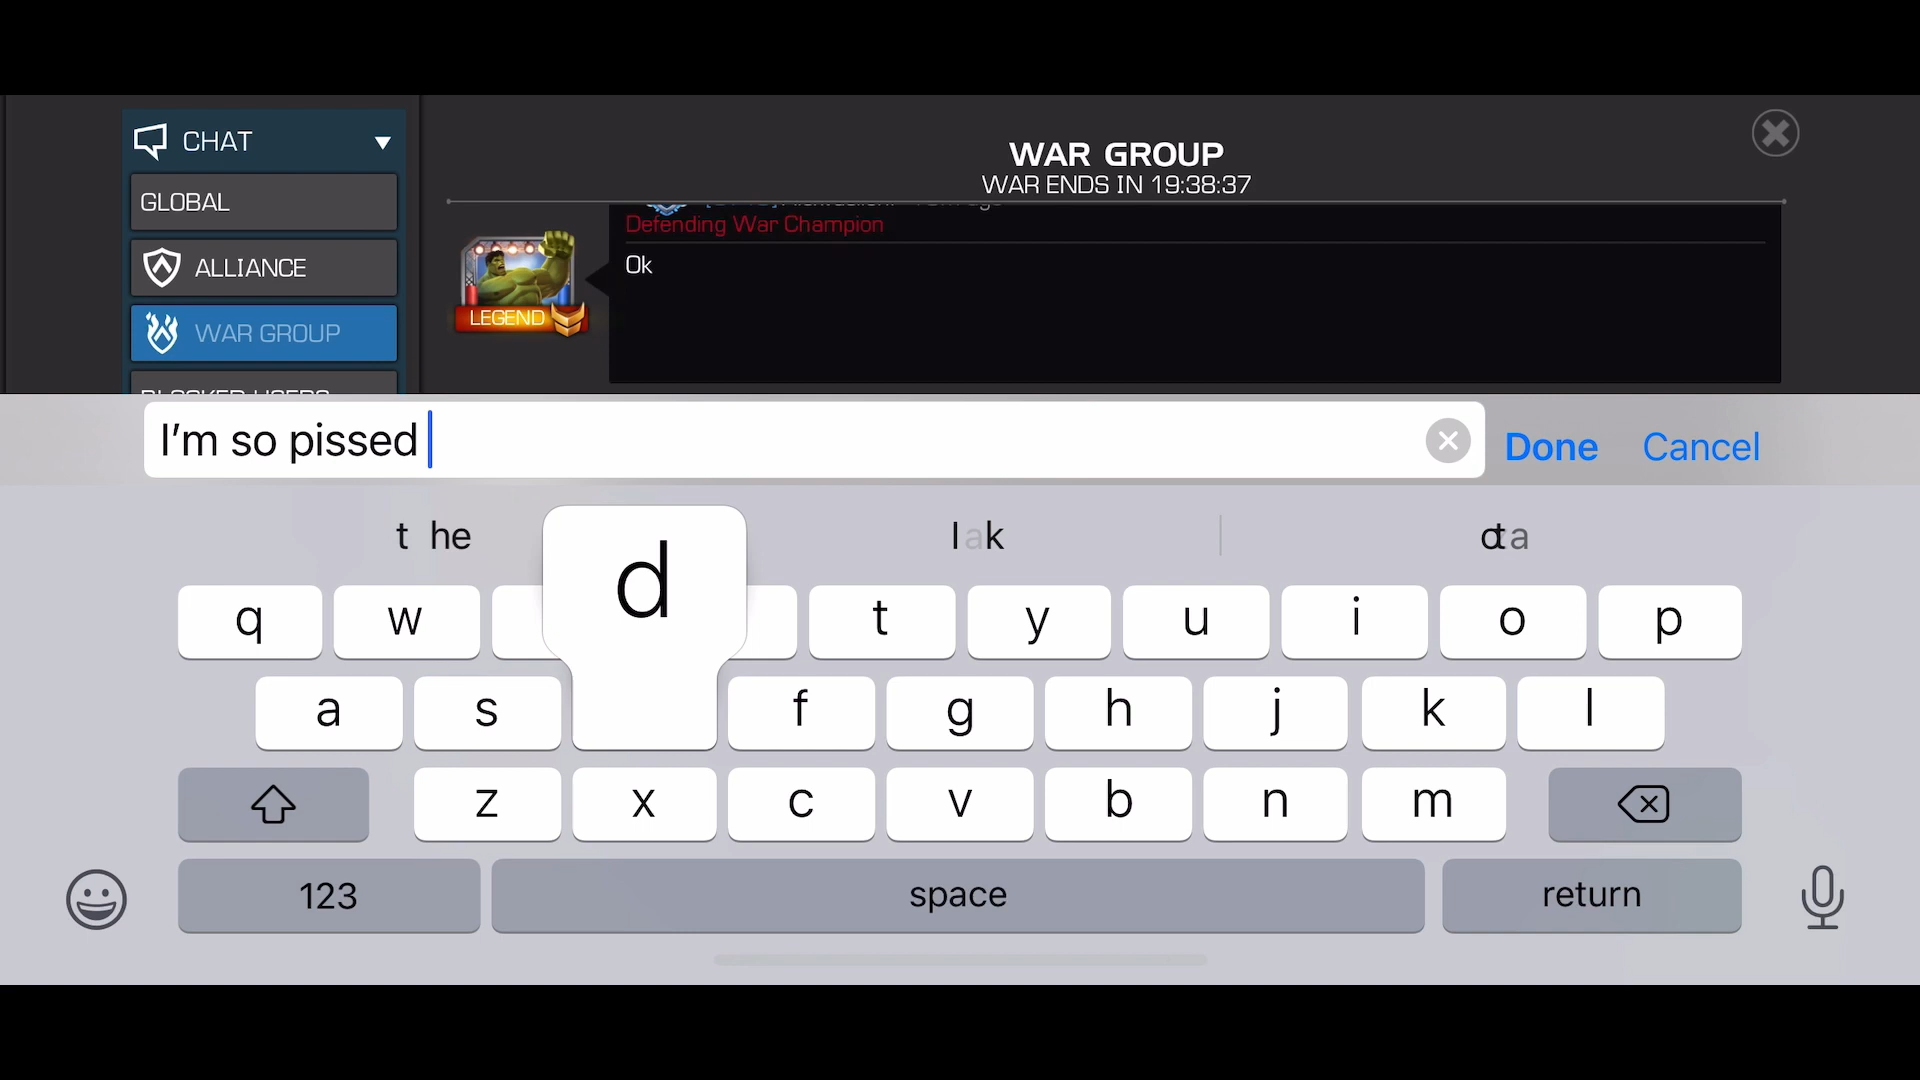 CHAT
GLOBAL
ALLIANCE
WAR GROUP
WAR GROUP
WAR ENDS IN 19:38:37
Defending War Champion
Ok
LEGEND
I’m so pissed
Done
Cancel
d
q w t y u i o p
a s f g h j k l
z x c v b n m
123
space
return